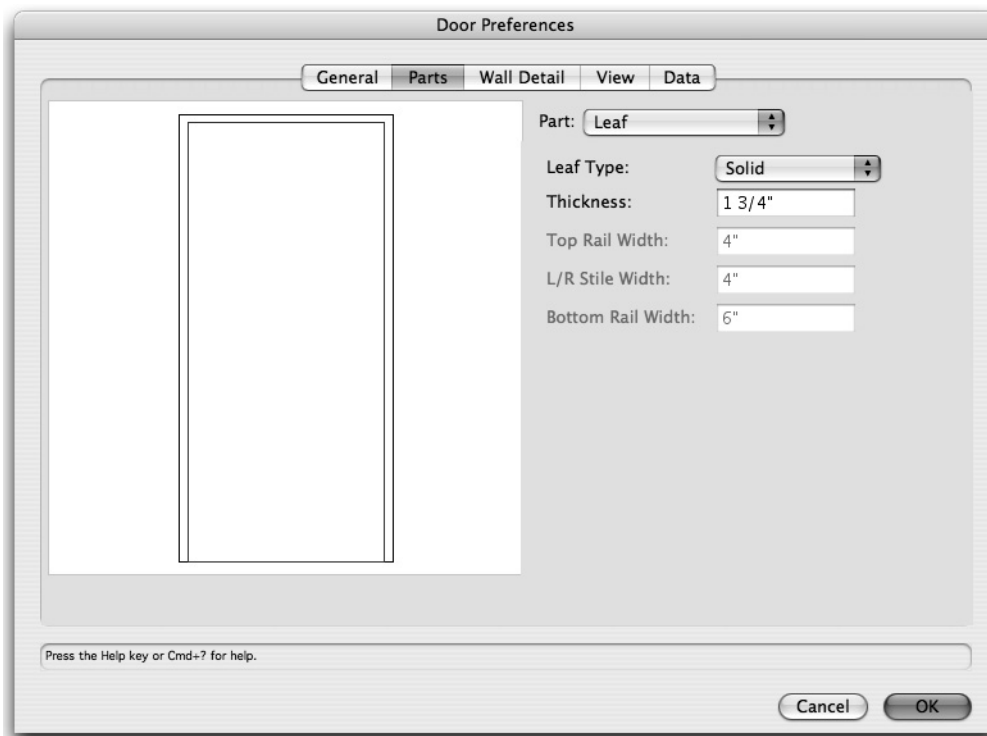 Door Preferences
General Parts Wall Detail View Data
Part: Leaf
Leaf Type: Solid
Thickness: 1 3/4"
Top Rail Width: 4"
L/R Stile Width: 4"
Bottom Rail Width: 6"
Press the Help key or Cmd+? for help.
Cancel OK